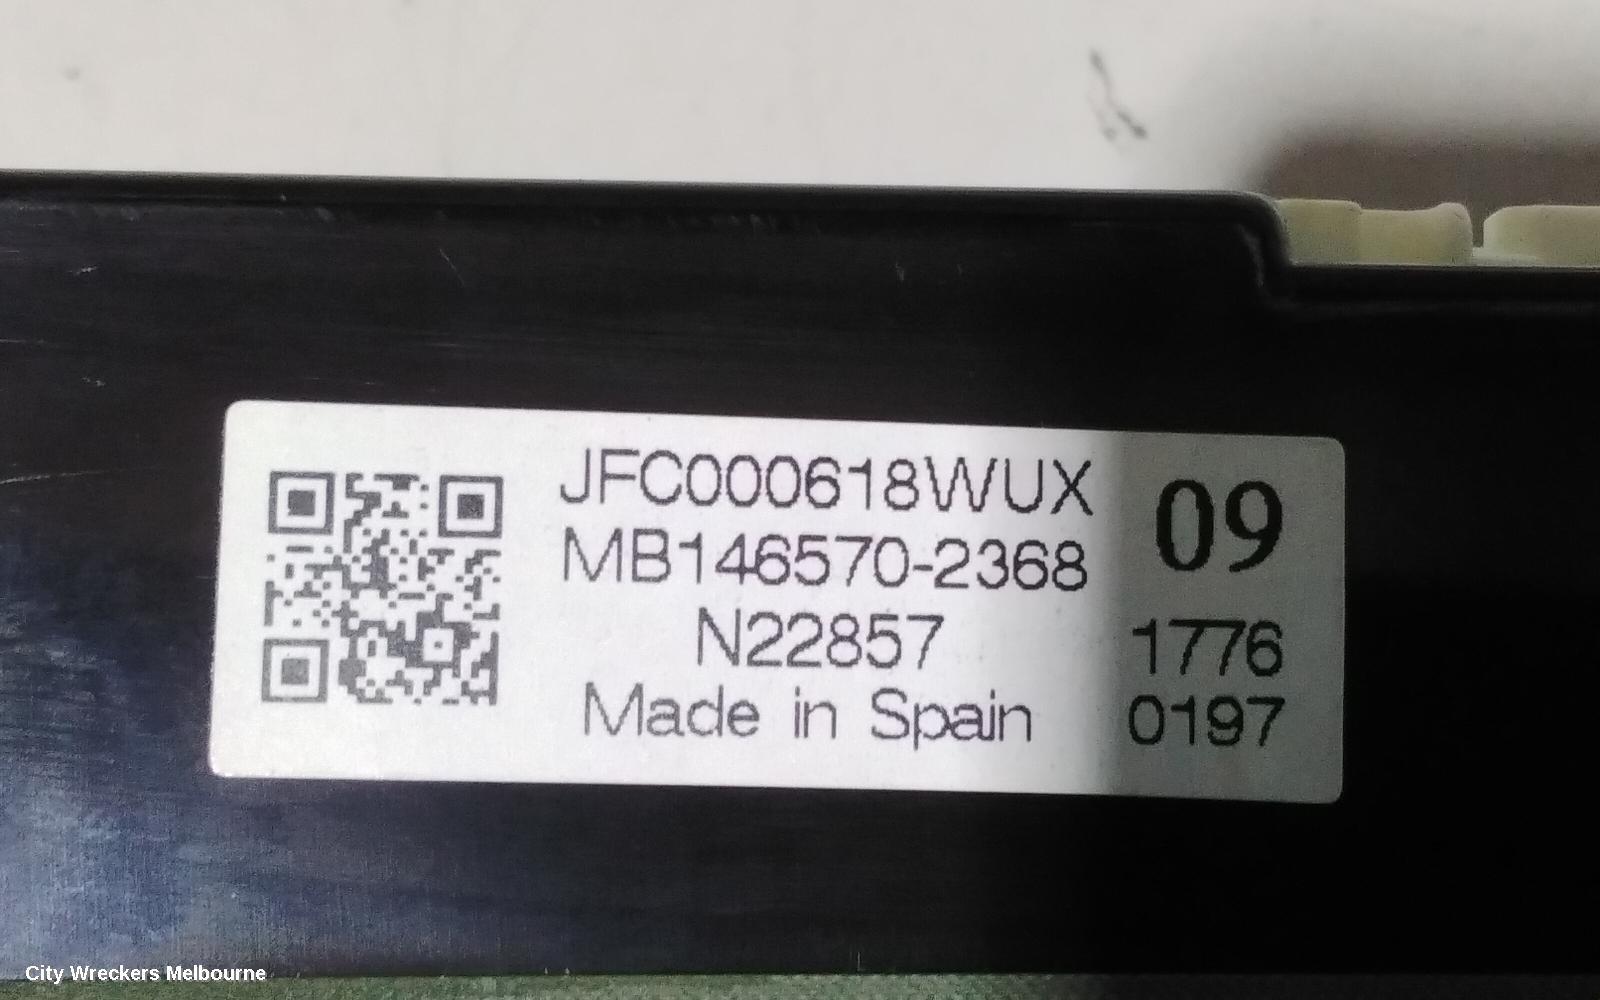 JFC000618WUX
09
MB146570-2368
N22857
1776
Made in Spain
0197
City Wreckers Melbourne